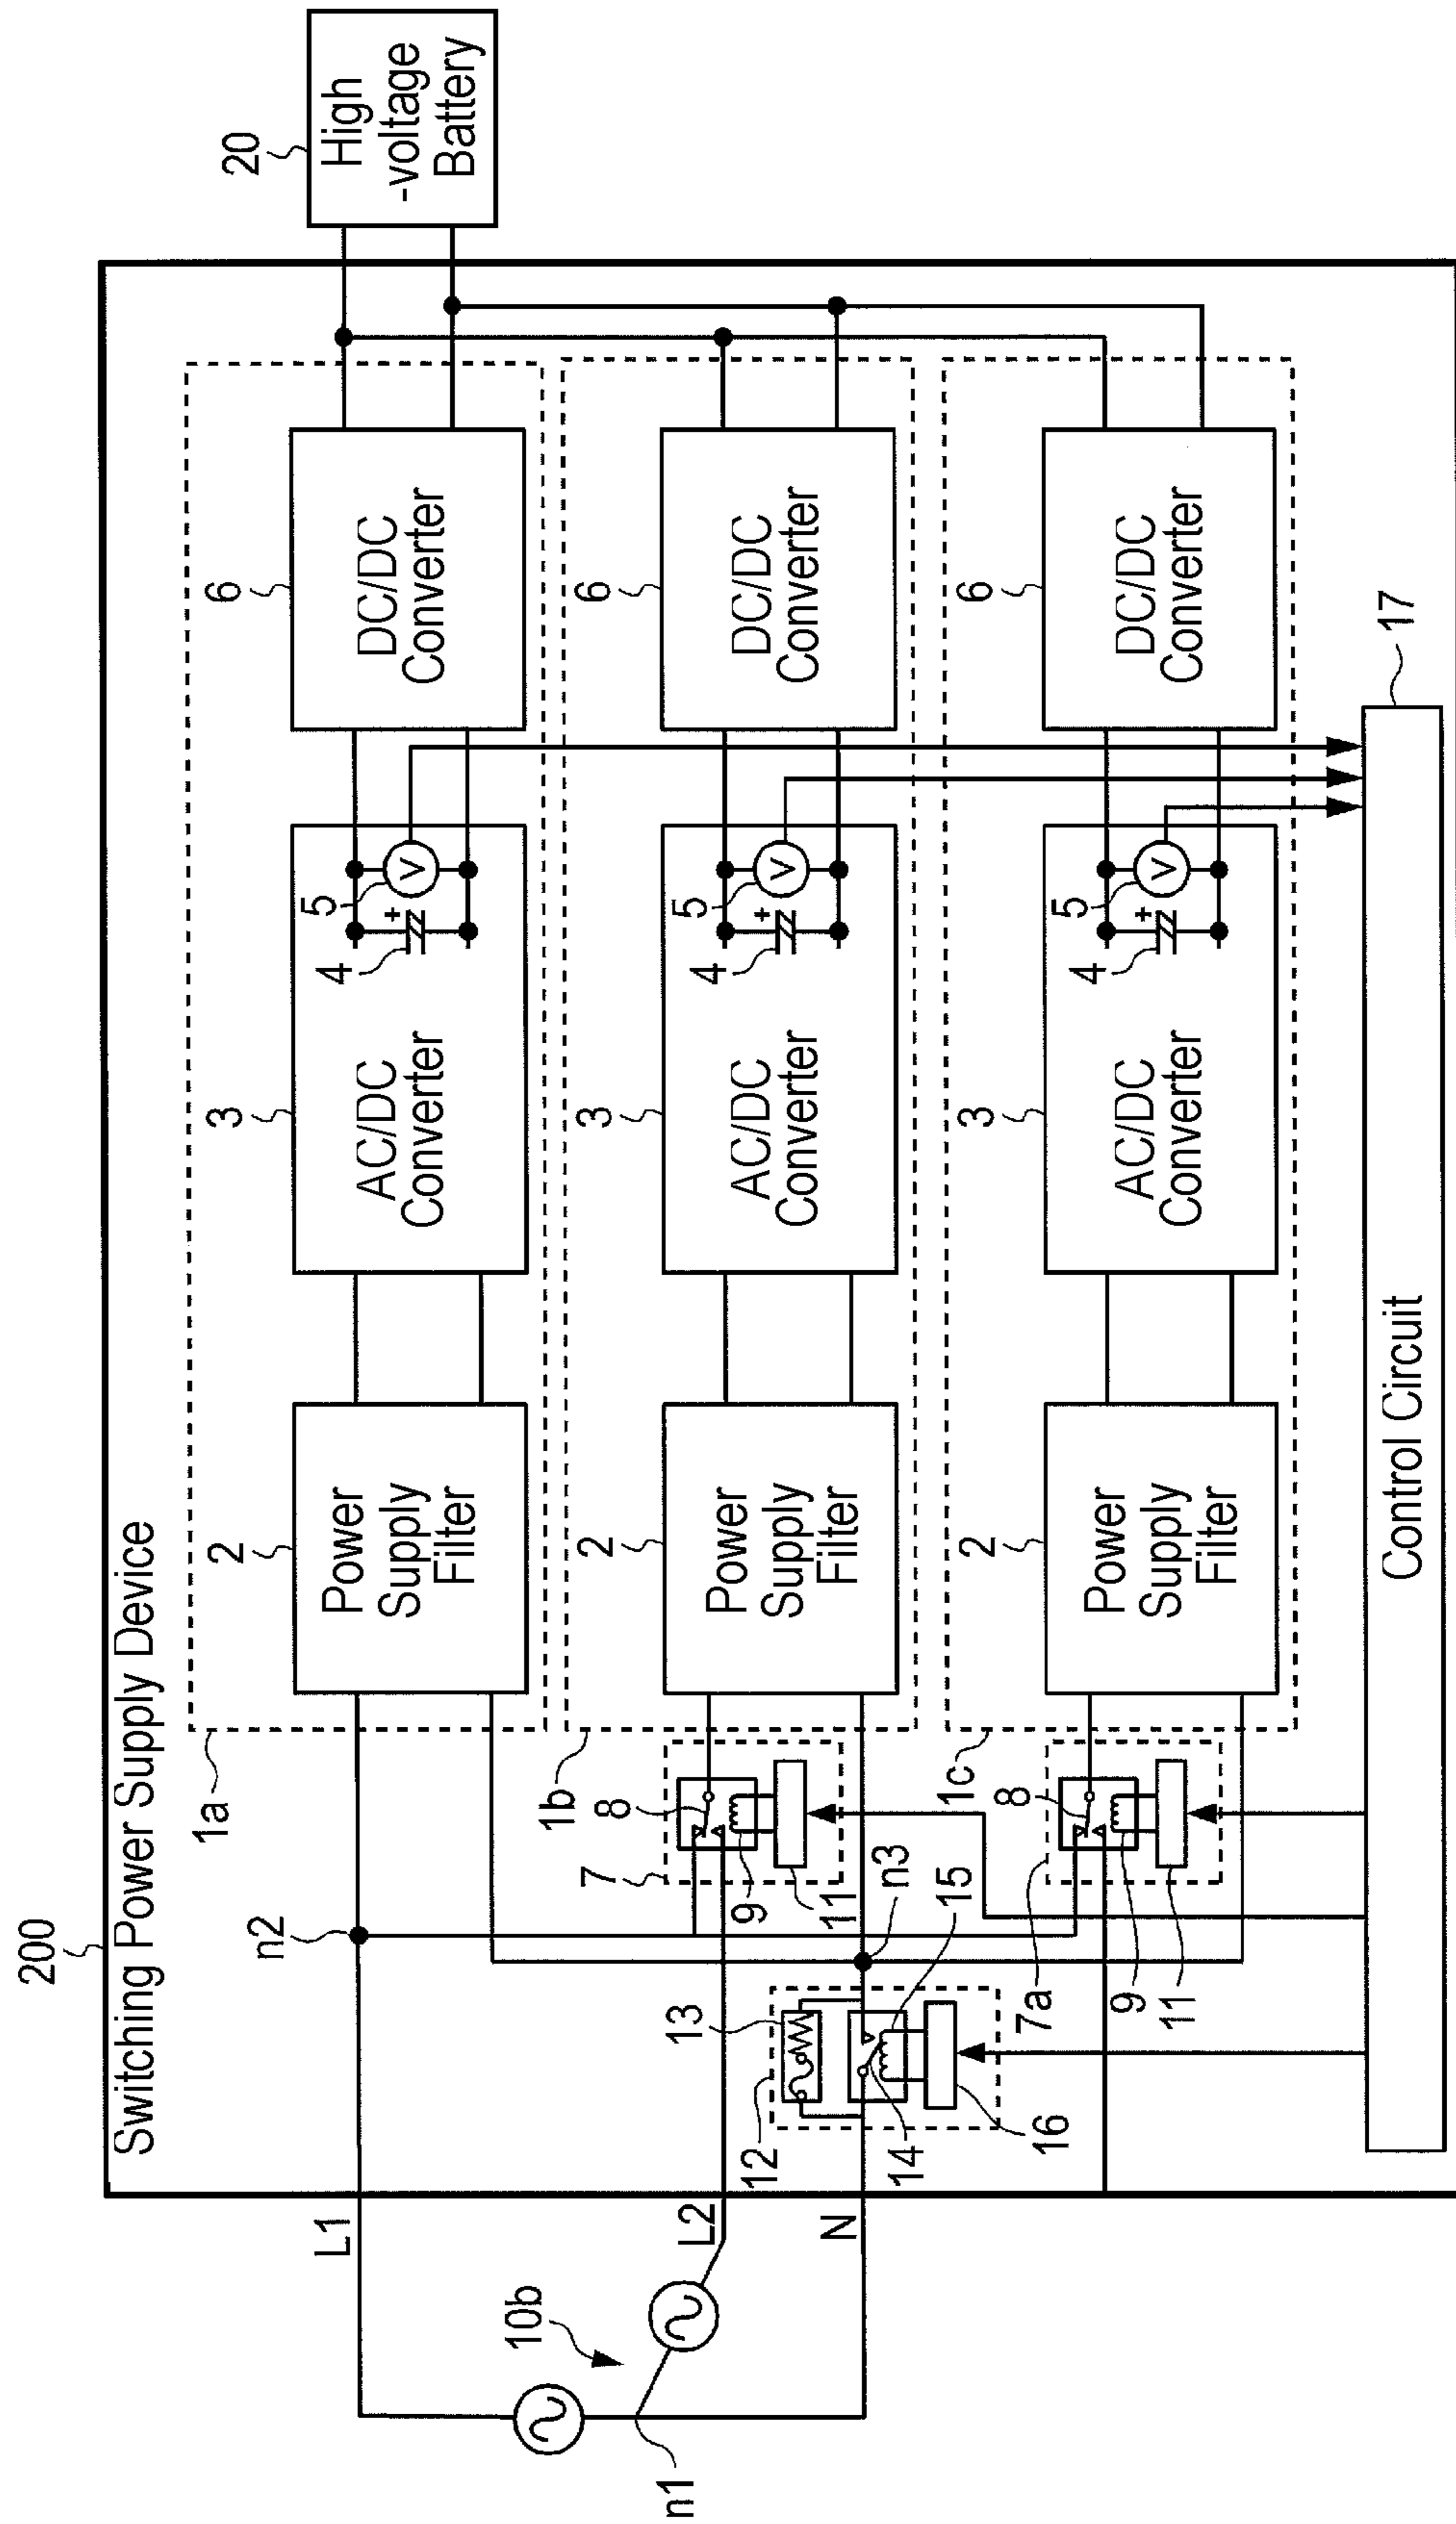 200
Switching Power Supply Device
1a
2
Power
Supply
Filter
3
AC/DC
Converter
4
5
+
V
6
DC/DC
Converter
20
High
-voltage
Battery
L1
n2
10b
n1
L2
N
7
8
9
11
1b
2
Power
Supply
Filter
3
AC/DC
Converter
4
5
+
V
6
DC/DC
Converter
12
13
14
15
16
n3
7a
8
9
11
1c
2
Power
Supply
Filter
3
AC/DC
Converter
4
5
+
V
6
DC/DC
Converter
Control Circuit
17